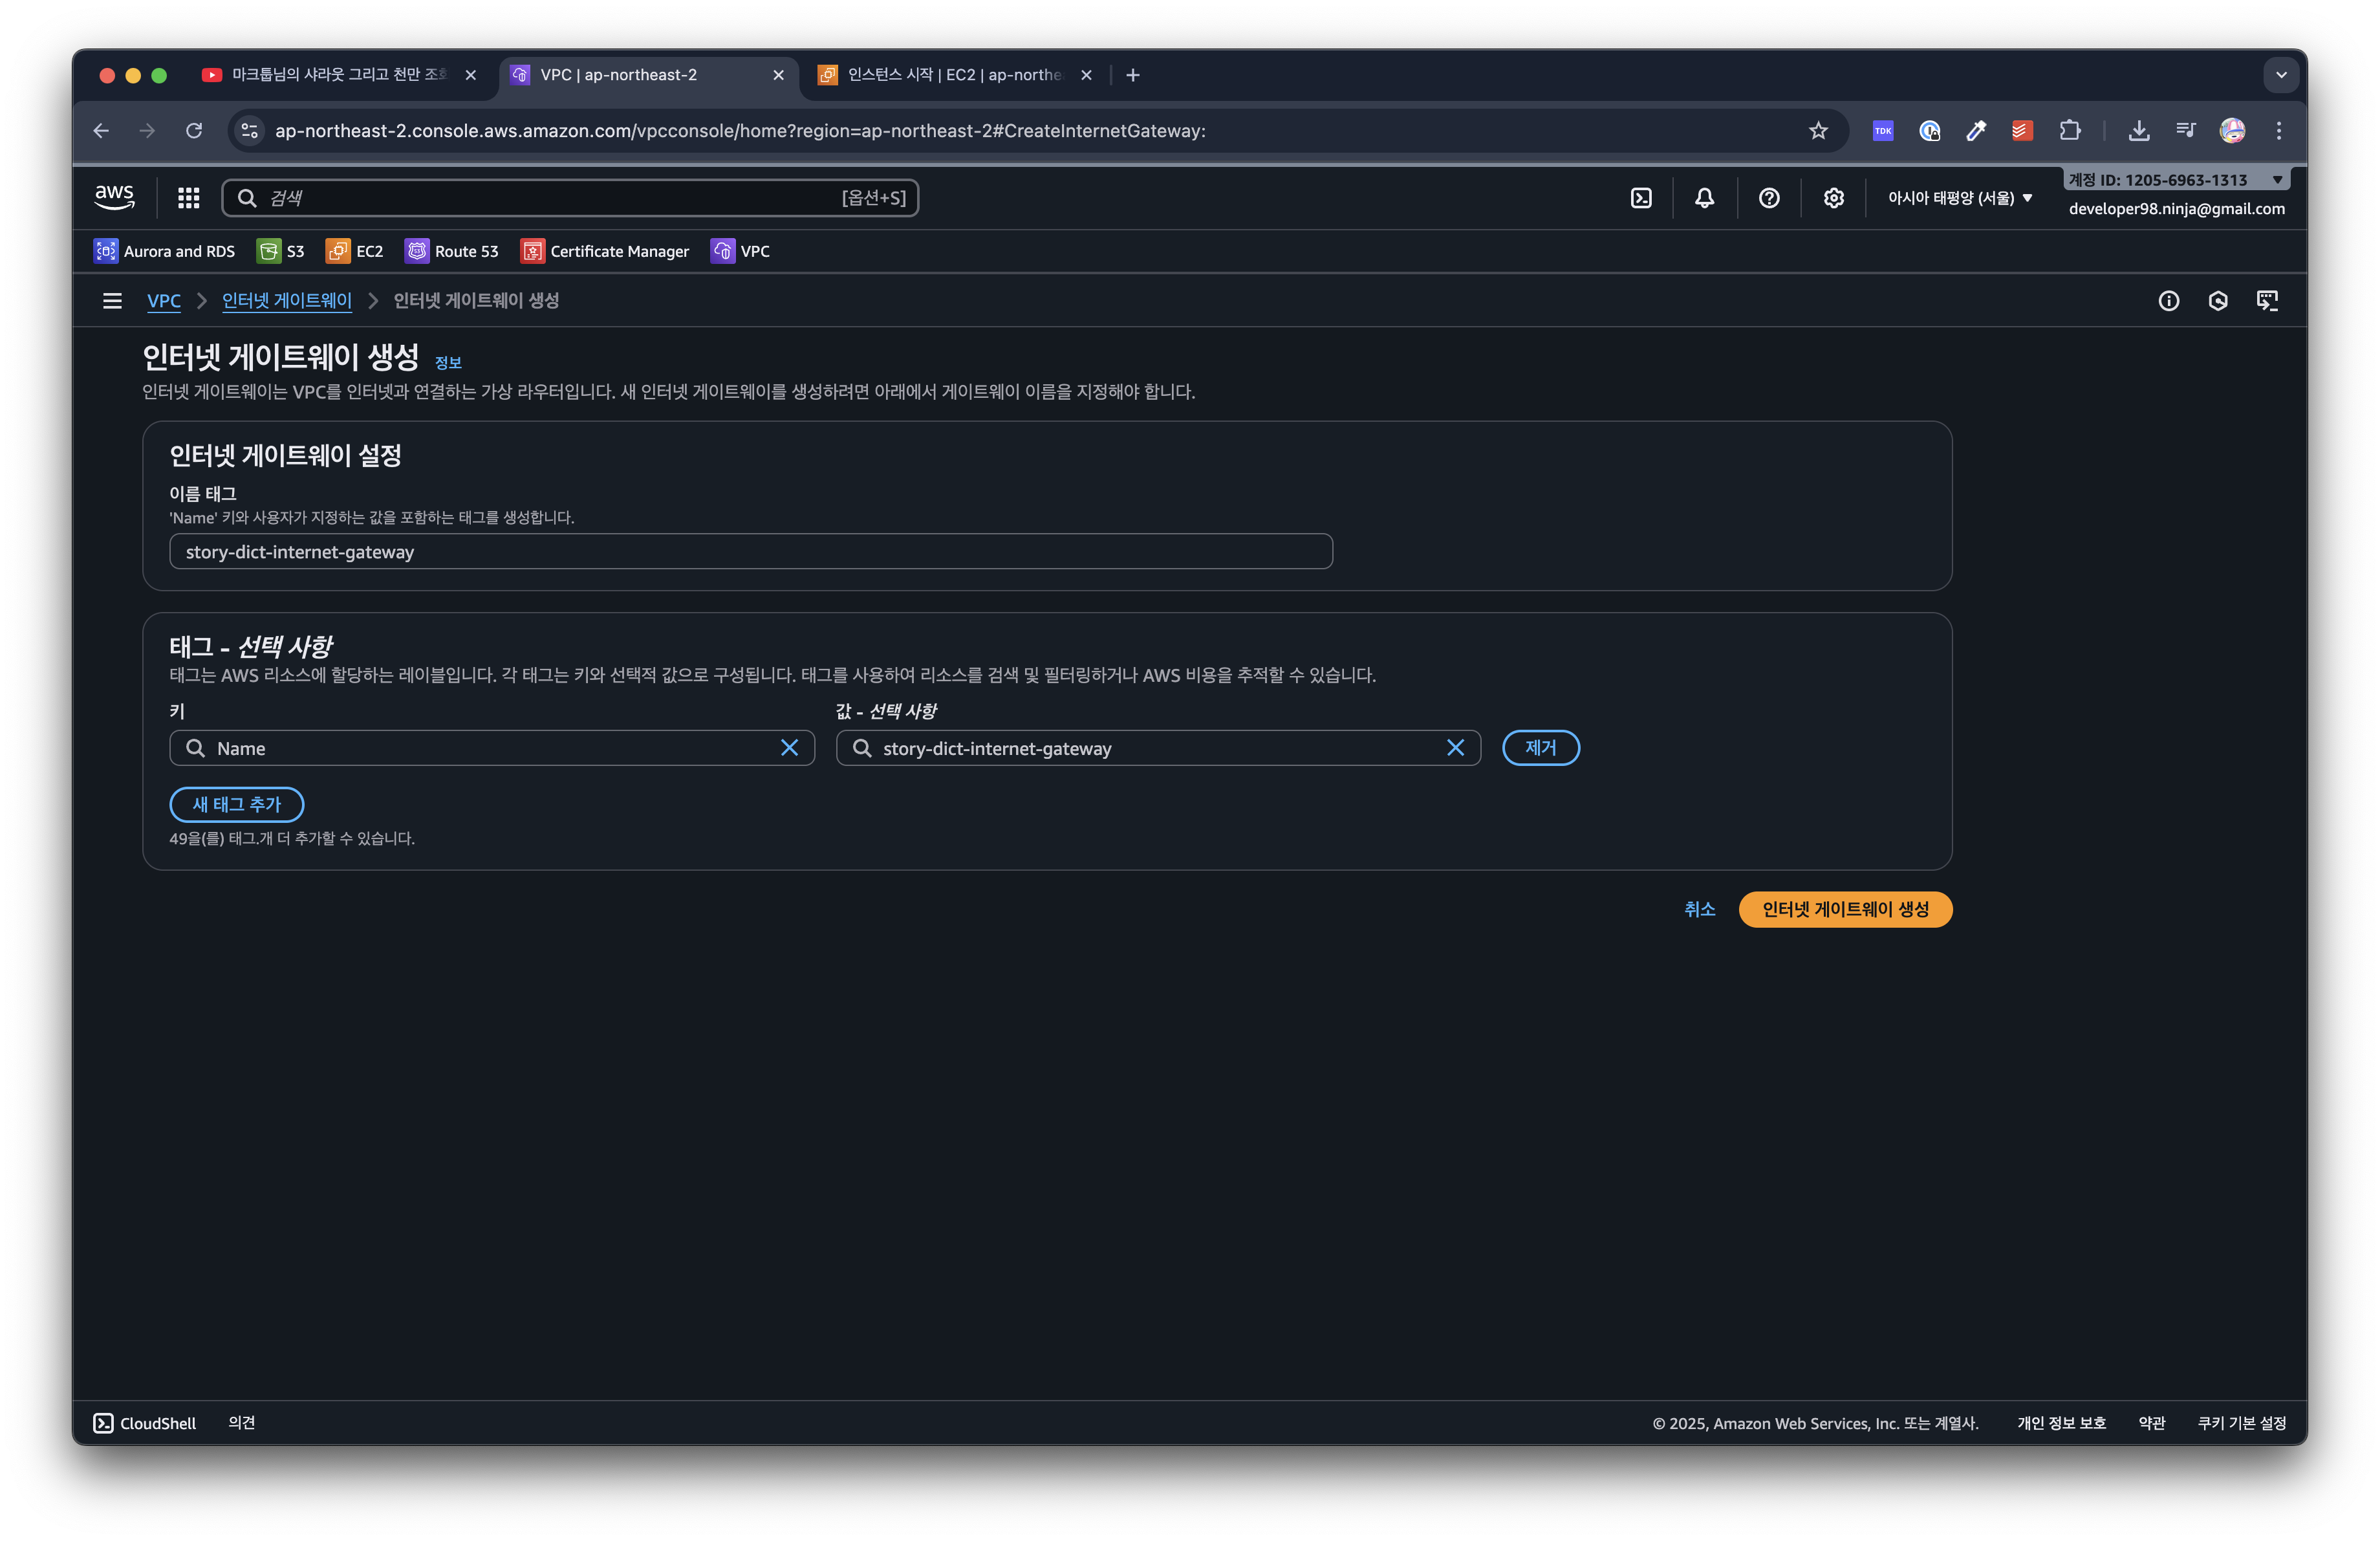 마크툽님의 샤라웃 그리고 천만 조회
VPC | ap-northeast-2
인스턴스 시작 | EC2 | ap-northe
ap-northeast-2.console.aws.amazon.com/vpcconsole/home?region=ap-northeast-2#CreateInternetGateway:
TDK
aws
검색
[옵션+S]
아시아 태평양 (서울)
계정 ID: 1205-6963-1313
developer98.ninja@gmail.com
Aurora and RDS
S3
EC2
Route 53
Certificate Manager
VPC
VPC
인터넷 게이트웨이
인터넷 게이트웨이 생성
인터넷 게이트웨이 생성 정보
인터넷 게이트웨이는 VPC를 인터넷과 연결하는 가상 라우터입니다. 새 인터넷 게이트웨이를 생성하려면 아래에서 게이트웨이 이름을 지정해야 합니다.
인터넷 게이트웨이 설정
이름 태그
'Name' 키와 사용자가 지정하는 값을 포함하는 태그를 생성합니다.
story-dict-internet-gateway
태그 - 선택 사항
태그는 AWS 리소스에 할당하는 레이블입니다. 각 태그는 키와 선택적 값으로 구성됩니다. 태그를 사용하여 리소스를 검색 및 필터링하거나 AWS 비용을 추적할 수 있습니다.
키
값 - 선택 사항
Name
story-dict-internet-gateway
제거
새 태그 추가
49을(를) 태그.개 더 추가할 수 있습니다.
취소
인터넷 게이트웨이 생성
CloudShell
의견
© 2025, Amazon Web Services, Inc. 또는 계열사.
개인 정보 보호
약관
쿠키 기본 설정